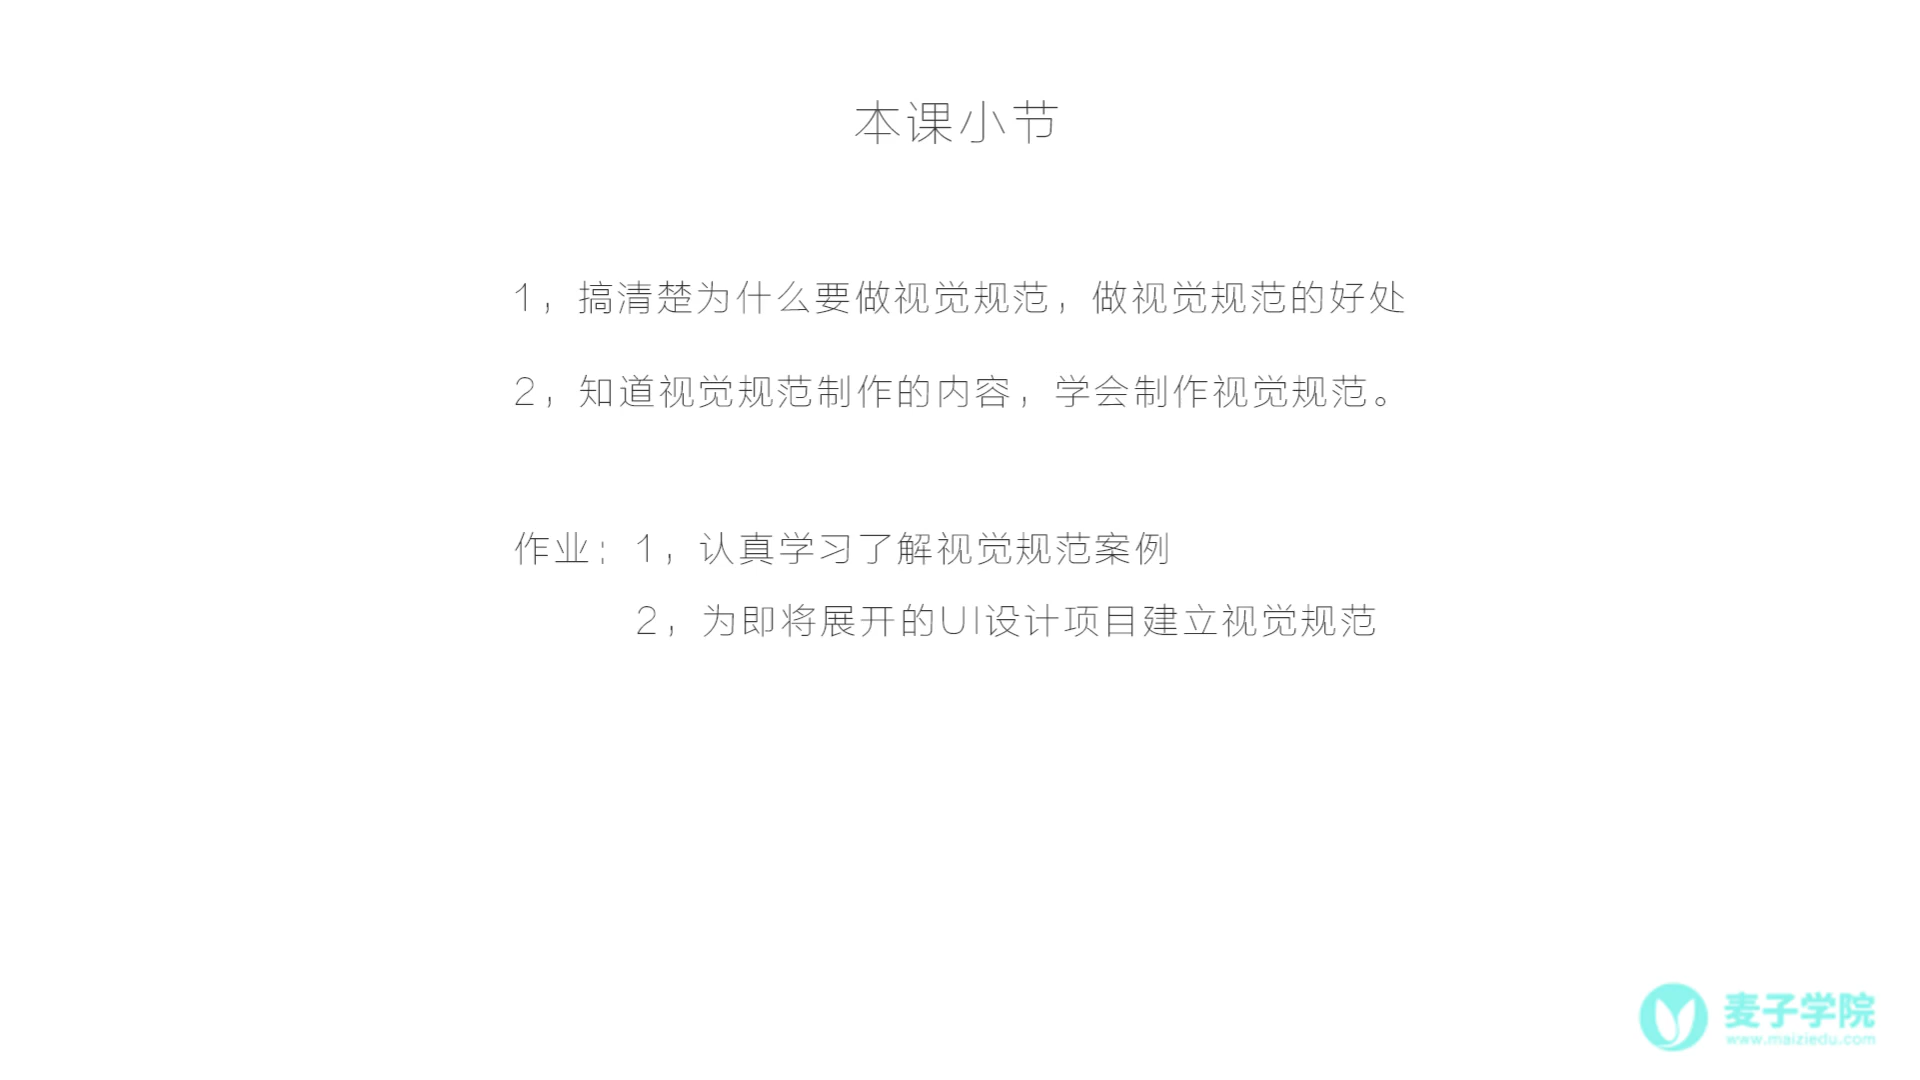 本课小节
1，搞清楚为什么要做视觉规范，做视觉规范的好处
2，知道视觉规范制作的内容，学会制作视觉规范。
作业：1，认真学习了解视觉规范案例
2，为即将展开的UI设计项目建立视觉规范
麦子学院
www.maiziedu.com